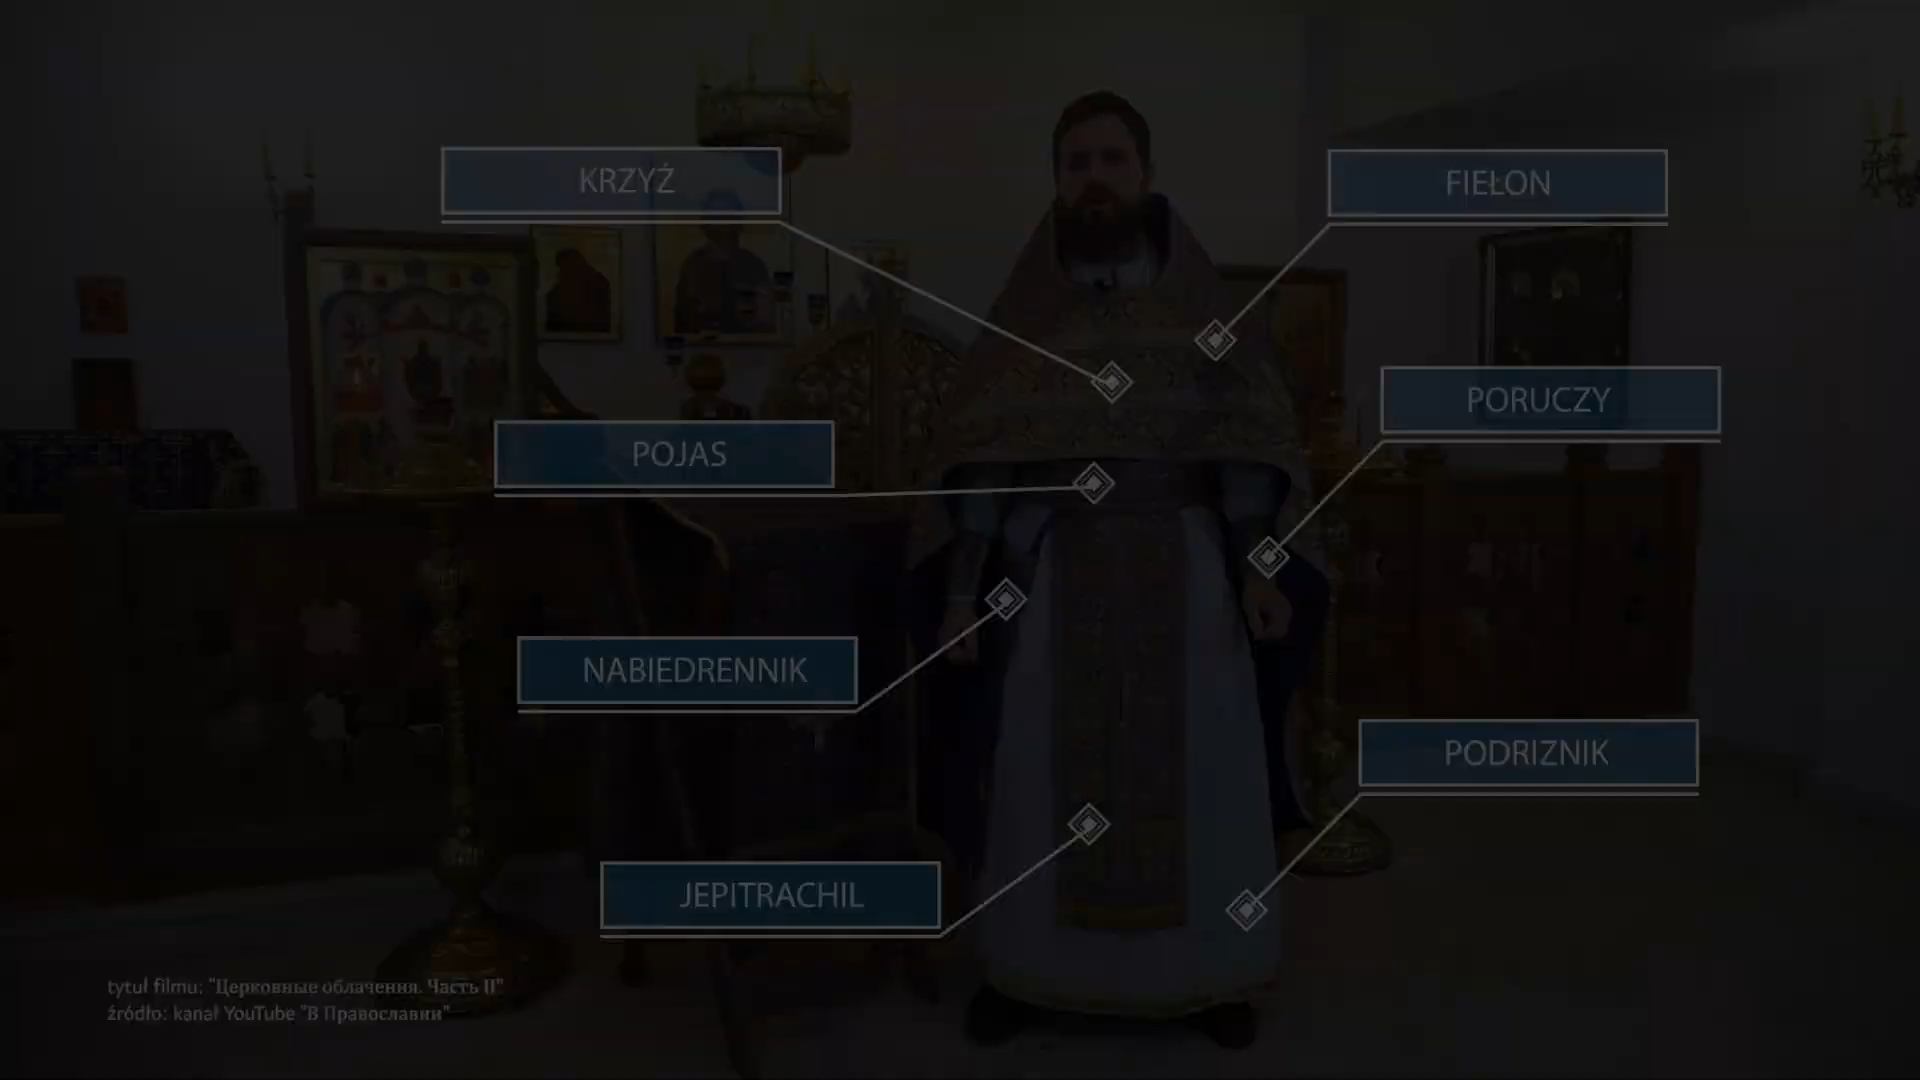 KRZYŻ
FIEŁON
PORUCZY
POJAS
NABIEDRENNIK
PODRIZNIK
JEPITRACHIL
tytuł filmu: "Церковные облачения. Часть II"
źródło: kanał YouTube "В Православии"